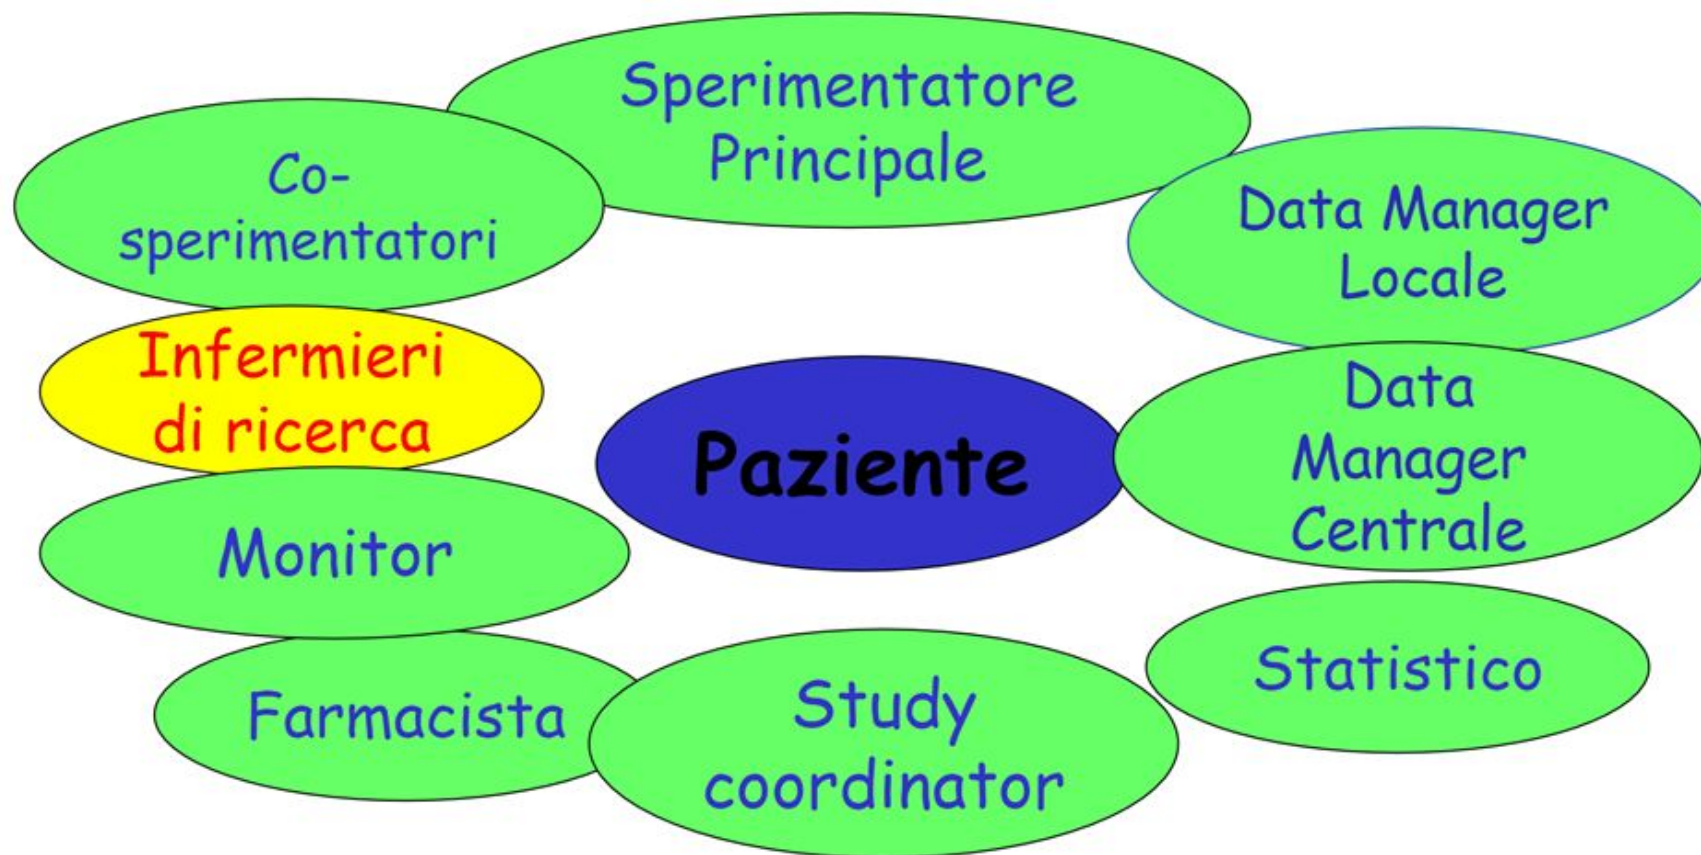 Sperimentatore
Principale
Co-
sperimentatori
Data Manager
Locale
Infermieri
di ricerca
Paziente
Data
Manager
Centrale
Monitor
Statistico
Farmacista
Study
coordinator